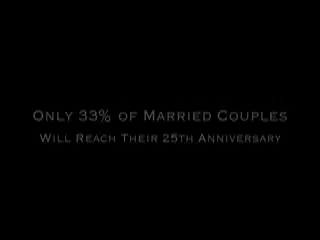 Only 33% of Married Couples
Will Reach Their 25th Anniversary